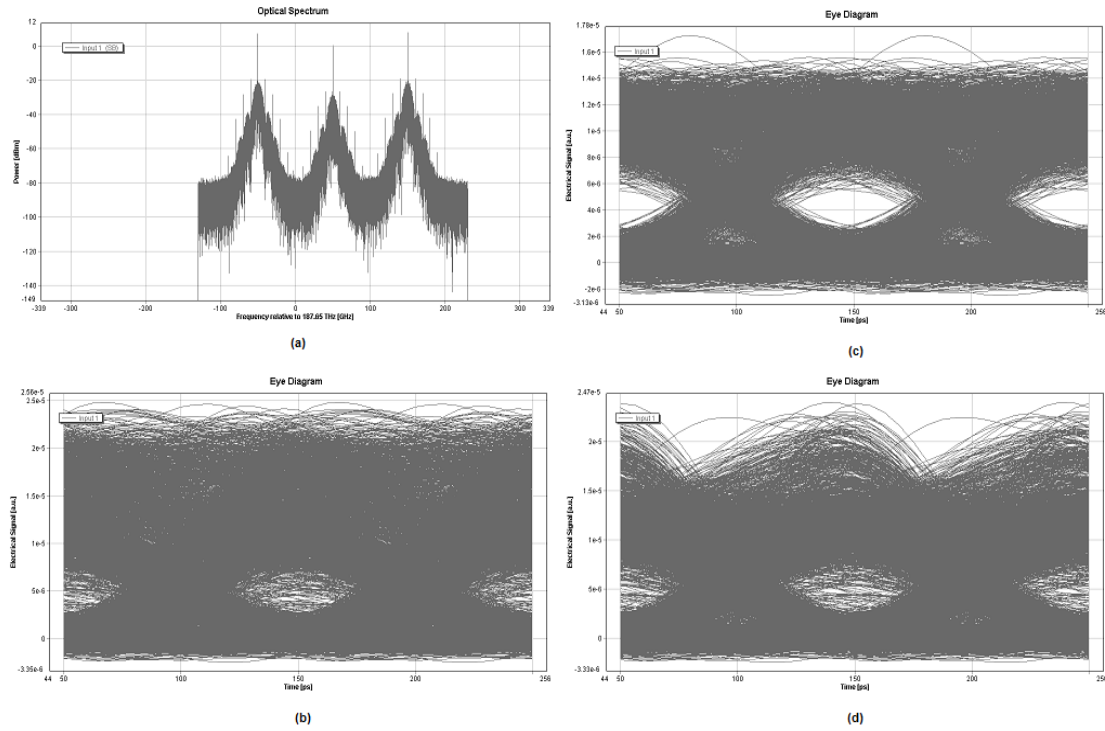 Optical Spectrum
12
0
-20
-40
-60
-80
-100
-120
-140
-149
Power [dBm]
Input 1 (SB)
-339 -300 -200 -100 0 100 200 300 339
Frequency relative to 187.65 THz [GHz]
(a)
Eye Diagram
1.78e-5
1.6e-5
1.4e-5
1.2e-5
1e-5
8e-6
6e-6
4e-6
2e-6
0
-2e-6
-3.13e-6
Electrical Signal [a.u.]
Input 1
44 50 100 150 200 256
Time [ps]
(c)
Eye Diagram
2.56e-5
2.5e-5
2e-5
1.5e-5
1e-5
5e-6
0
-3.35e-6
Electrical Signal [a.u.]
Input 1
44 50 100 150 200 256
Time [ps]
(b)
Eye Diagram
2.47e-5
2e-5
1.5e-5
1e-5
5e-6
0
-3.33e-6
Electrical Signal [a.u.]
Input 1
44 50 100 150 200 256
Time [ps]
(d)